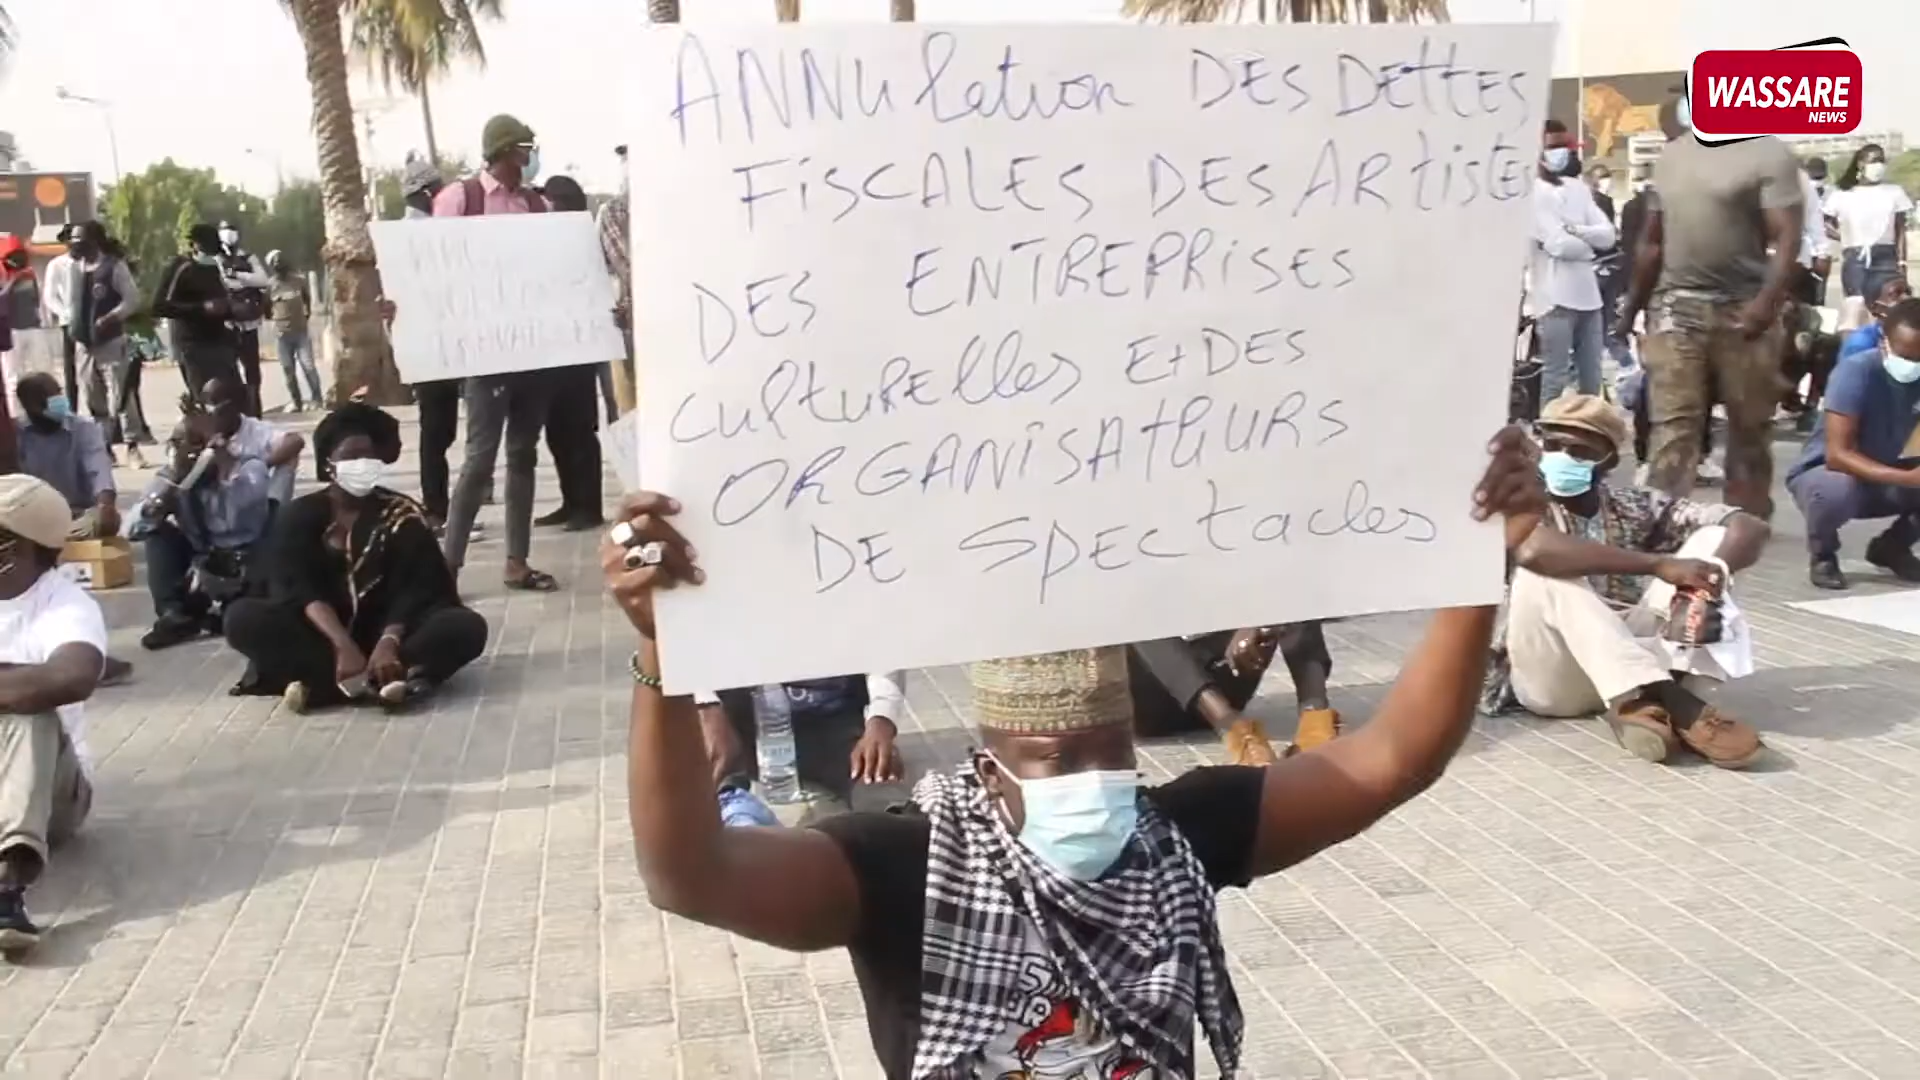 WASSARE
NEWS
ANNulation DES DEttES
FiSCALES DES ARtistEs
DES ENTREPRiSES
CultuRElles Et DES
ORGANiSAtEURS
DE SpEctacles